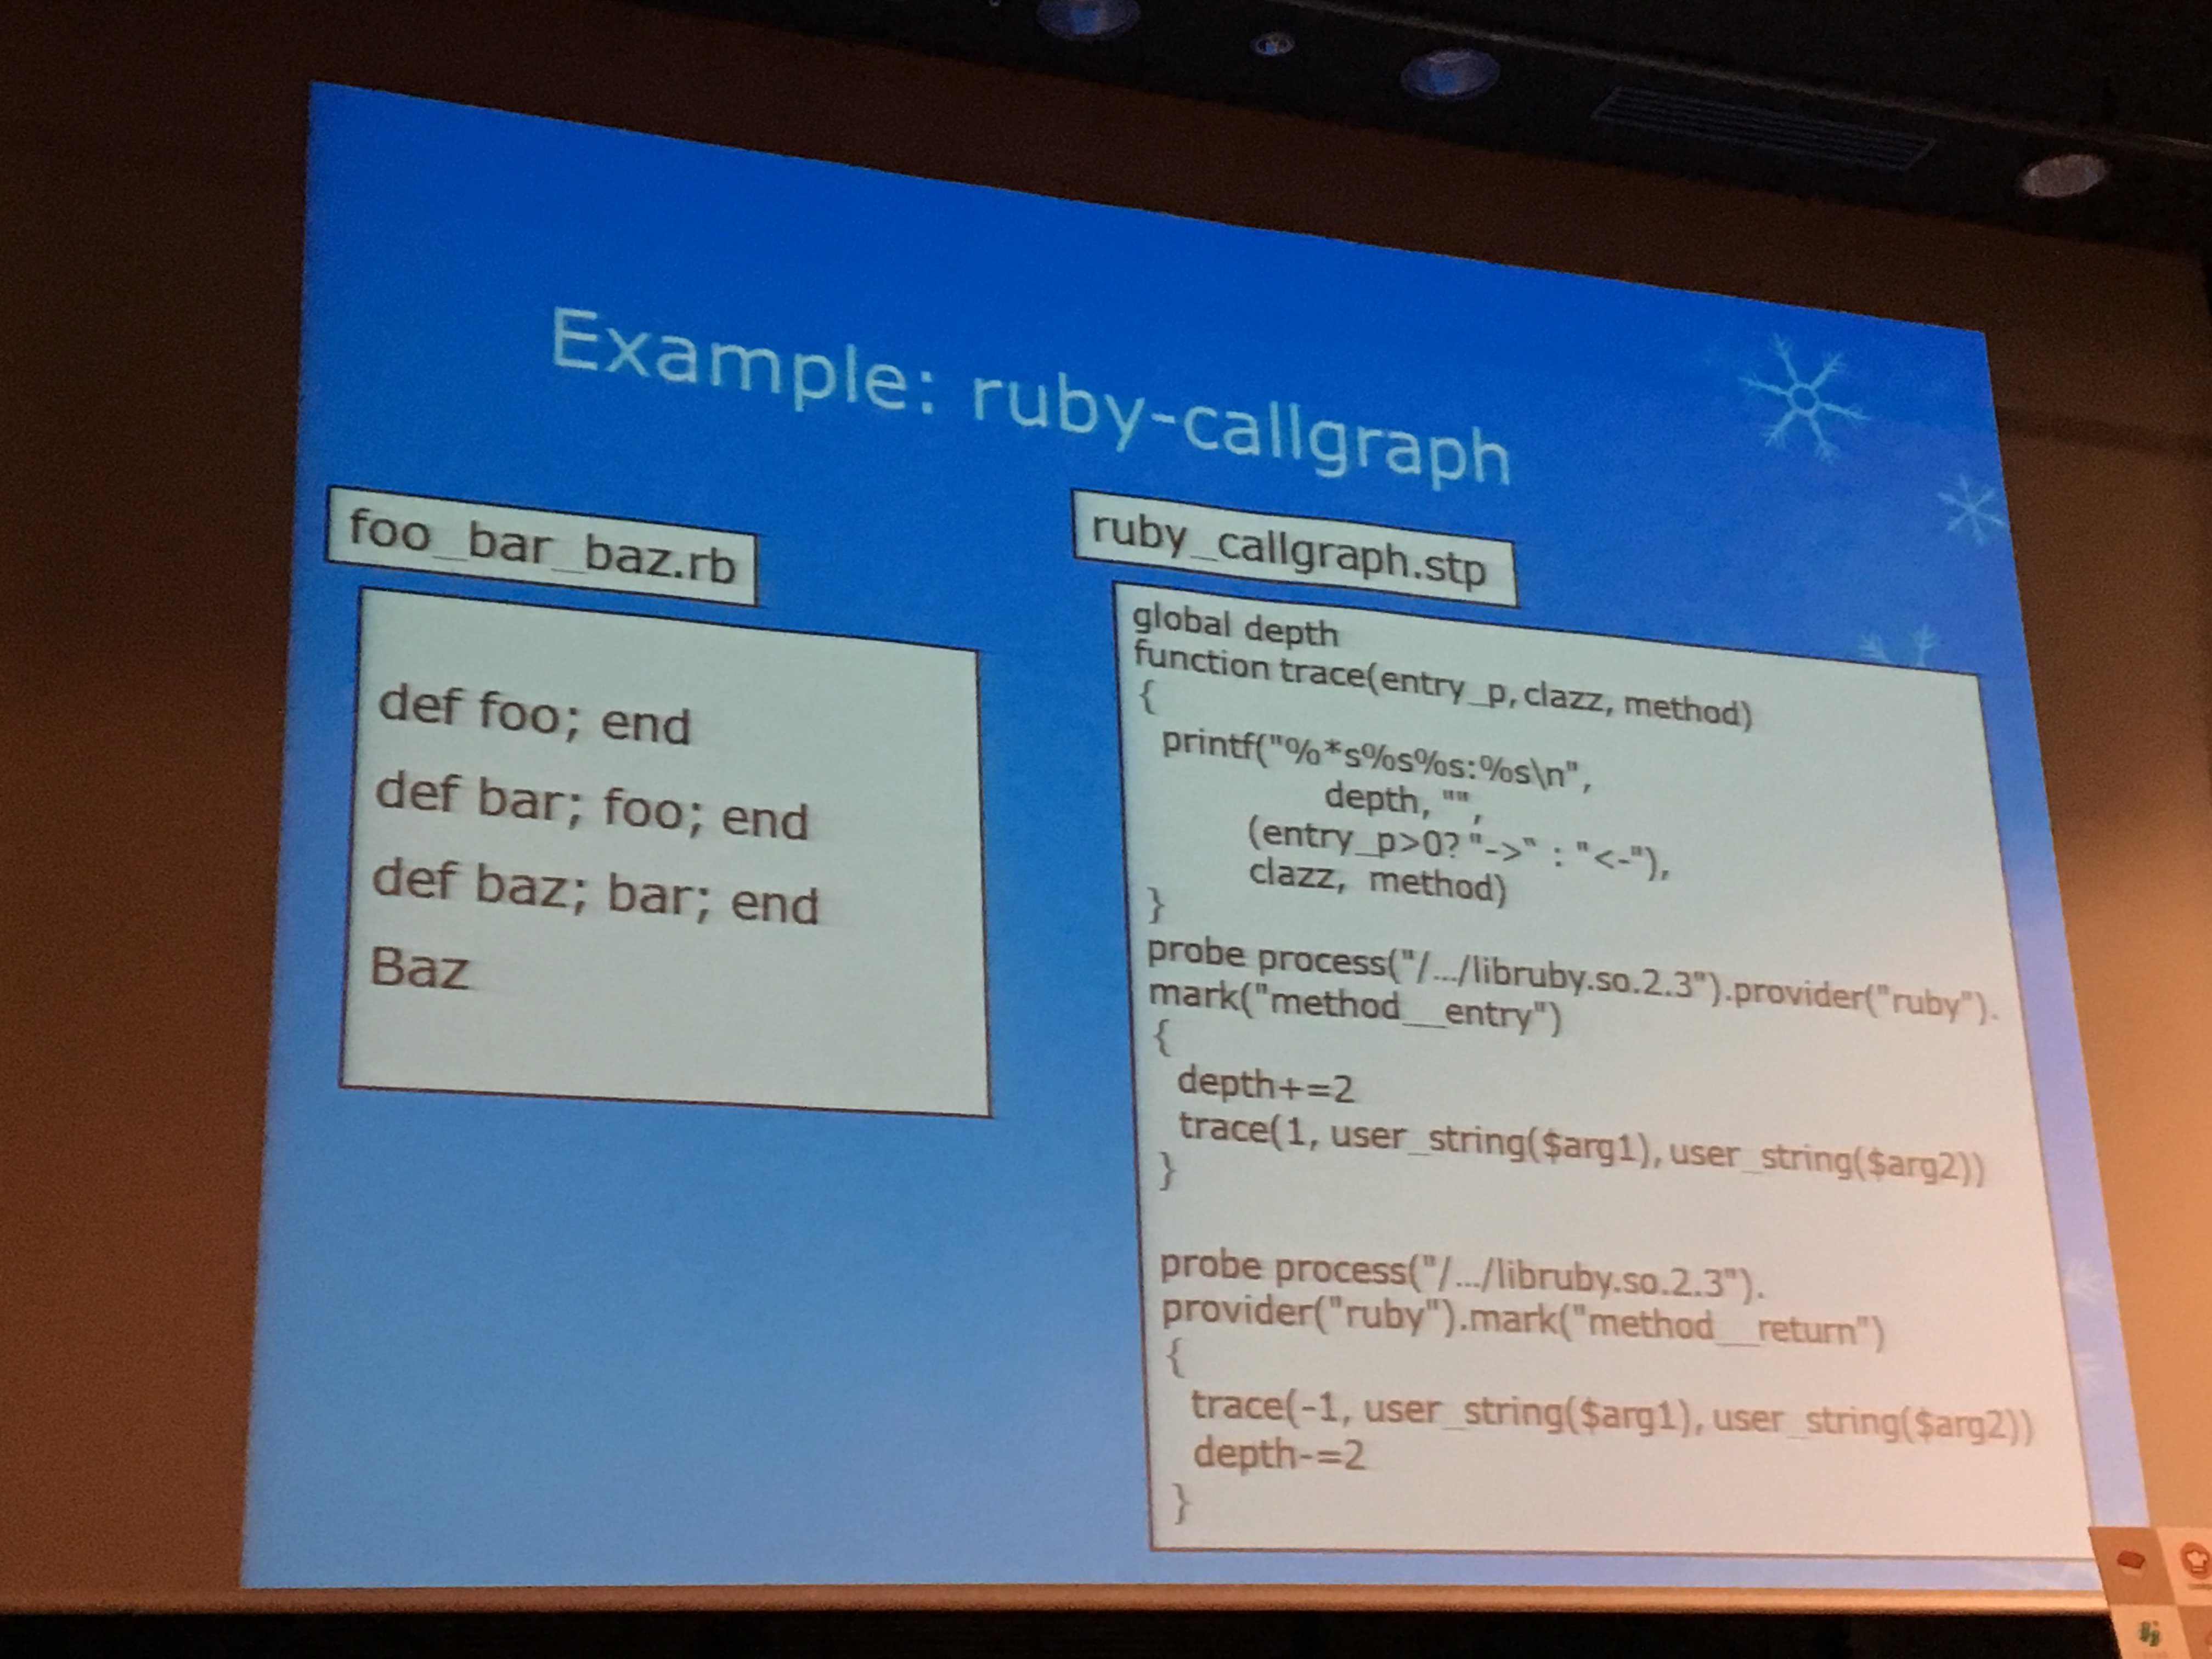 Example: ruby-callgraph
foo_bar_baz.rb
def foo; end
def bar; foo; end
def baz; bar; end
Baz
ruby_callgraph.stp
global depth
function trace(entry_p, clazz, method)
{
printf("%*s%s%s:%s\n",
depth, "",
(entry_p>0? "->" : "<-"),
clazz, method)
}
probe process("/.../libruby.so.2.3").provider("ruby").
mark("method__entry")
{
depth+=2
trace(1, user_string($arg1), user_string($arg2))
}
probe process("/.../libruby.so.2.3").
provider("ruby").mark("method__return")
{
trace(-1, user_string($arg1), user_string($arg2))
depth-=2
}